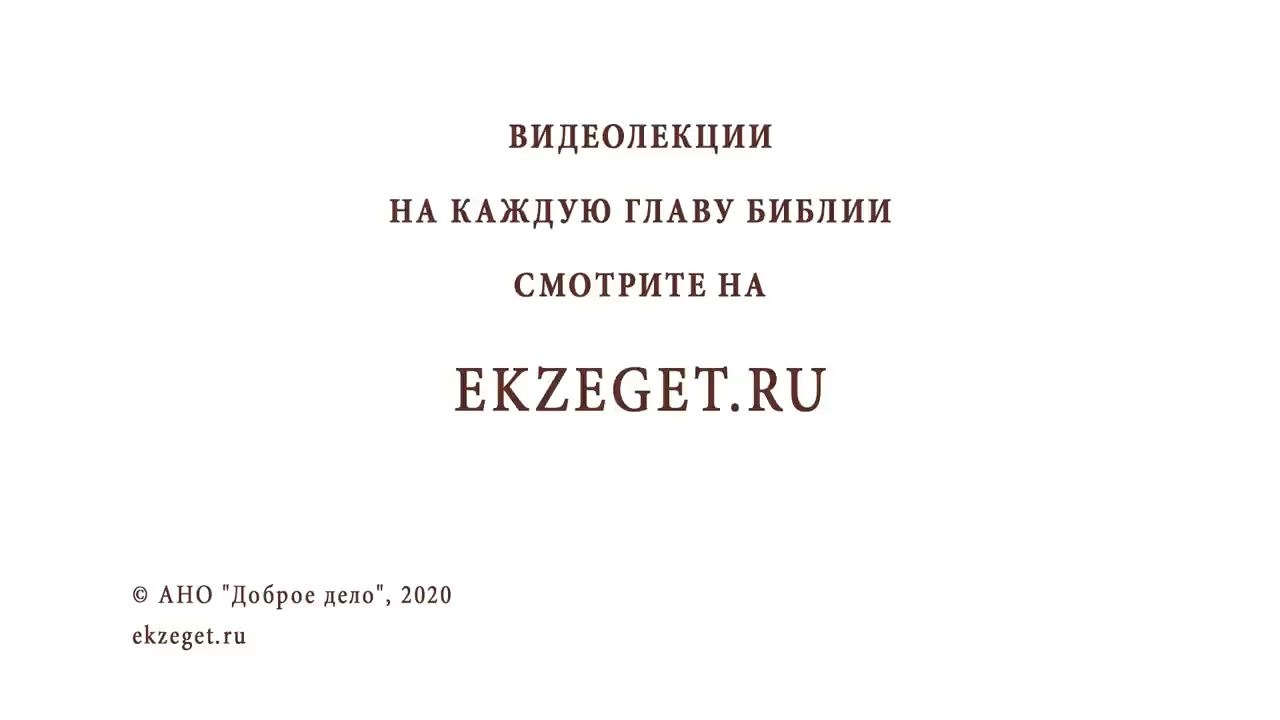 ВИДЕОЛЕКЦИИ
НА КАЖДУЮ ГЛАВУ БИБЛИИ
СМОТРИТЕ НА
EKZEGET.RU
© АНО "Доброе дело", 2020
ekzeget.ru